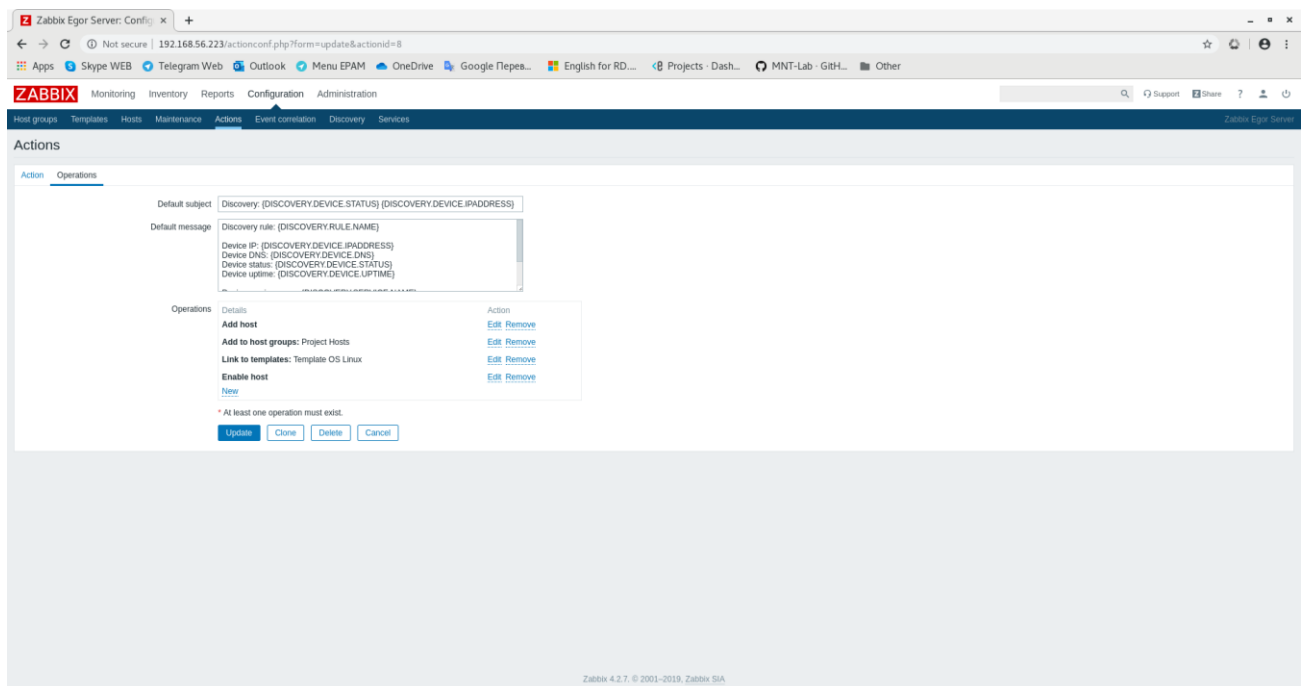 Z Zabbix Egor Server: Config × +
Not secure | 192.168.56.223/actionconf.php?form=update&actionid=8
Apps Skype WEB Telegram Web Outlook Menu EPAM OneDrive Google Перев... English for RD.... Projects · Dash... MNT-Lab · GitH... Other
ZABBIX Monitoring Inventory Reports Configuration Administration Support Z Share ?
Host groups Templates Hosts Maintenance Actions Event correlation Discovery Services Zabbix Egor Server
Actions
Action Operations
Default subject Discovery: {DISCOVERY.DEVICE.STATUS} {DISCOVERY.DEVICE.IPADDRESS}
Default message Discovery rule: {DISCOVERY.RULE.NAME}
Device IP: {DISCOVERY.DEVICE.IPADDRESS}
Device DNS: {DISCOVERY.DEVICE.DNS}
Device status: {DISCOVERY.DEVICE.STATUS}
Device uptime: {DISCOVERY.DEVICE.UPTIME}
Operations Details Action
Add host Edit Remove
Add to host groups: Project Hosts Edit Remove
Link to templates: Template OS Linux Edit Remove
Enable host Edit Remove
New
* At least one operation must exist.
Update Clone Delete Cancel
Zabbix 4.2.7. © 2001–2019, Zabbix SIA